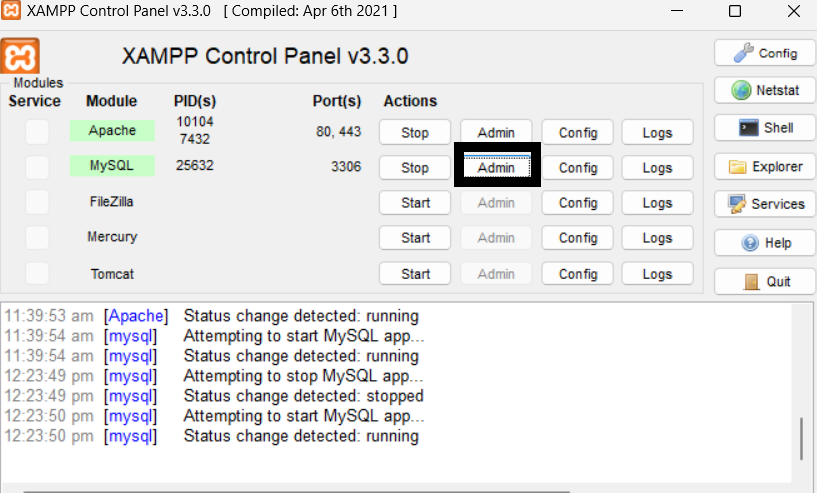 XAMPP Control Panel v3.3.0 [ Compiled: Apr 6th 2021 ]
XAMPP Control Panel v3.3.0
Config
Modules
Service Module PID(s) Port(s) Actions
Netstat
Apache 10104 7432 80, 443 Stop Admin Config Logs
Shell
MySQL 25632 3306 Stop Admin Config Logs
Explorer
FileZilla Start Admin Config Logs
Services
Mercury Start Admin Config Logs
Help
Tomcat Start Admin Config Logs
Quit
11:39:53 am [Apache] Status change detected: running
11:39:54 am [mysql] Attempting to start MySQL app...
11:39:54 am [mysql] Status change detected: running
12:23:49 pm [mysql] Attempting to stop MySQL app...
12:23:49 pm [mysql] Status change detected: stopped
12:23:50 pm [mysql] Attempting to start MySQL app...
12:23:50 pm [mysql] Status change detected: running